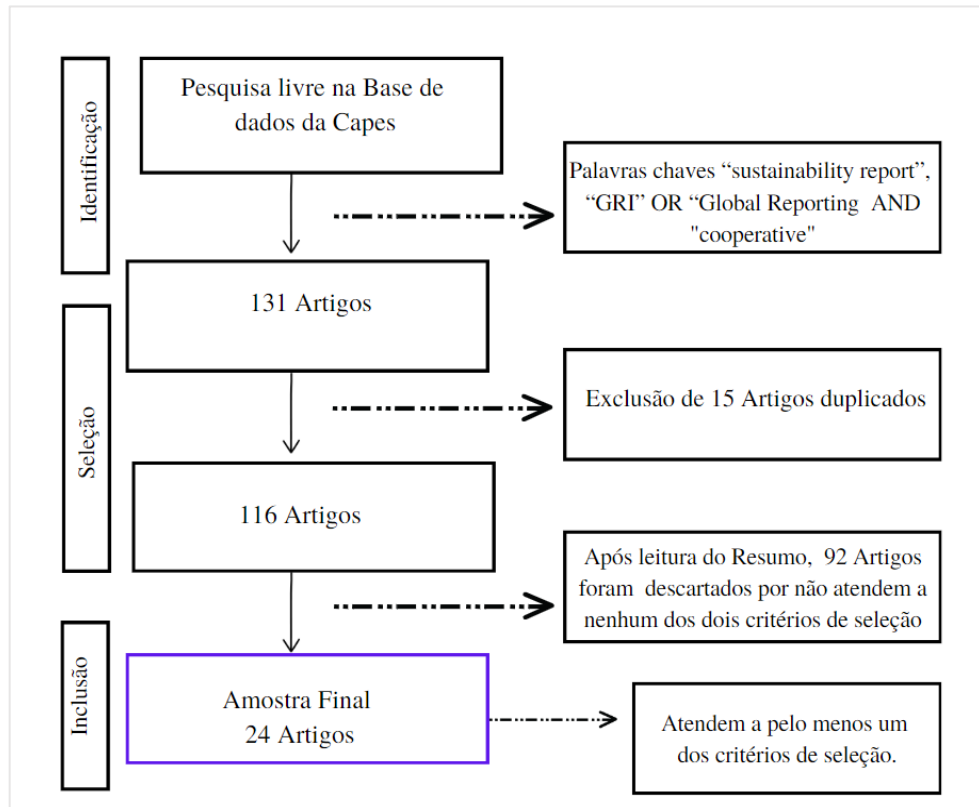 Identificação
Pesquisa livre na Base de
dados da Capes
Palavras chaves “sustainability report”,
“GRI” OR “Global Reporting AND
"cooperative"
131 Artigos
Seleção
Exclusão de 15 Artigos duplicados
116 Artigos
Após leitura do Resumo, 92 Artigos
foram descartados por não atendem a
nenhum dos dois critérios de seleção
Inclusão
Amostra Final
24 Artigos
Atendem a pelo menos um
dos critérios de seleção.